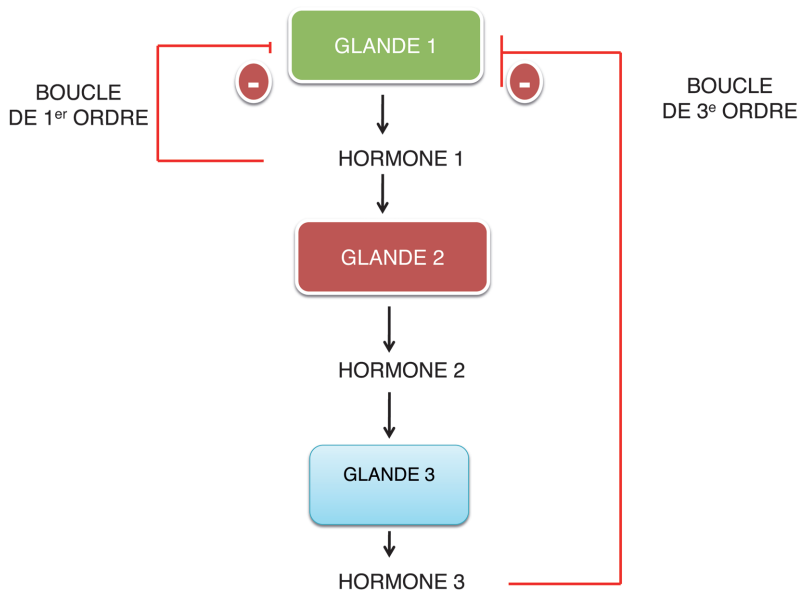 GLANDE 1
-
-
BOUCLE
DE 1er ORDRE
BOUCLE
DE 3e ORDRE
HORMONE 1
GLANDE 2
HORMONE 2
GLANDE 3
HORMONE 3